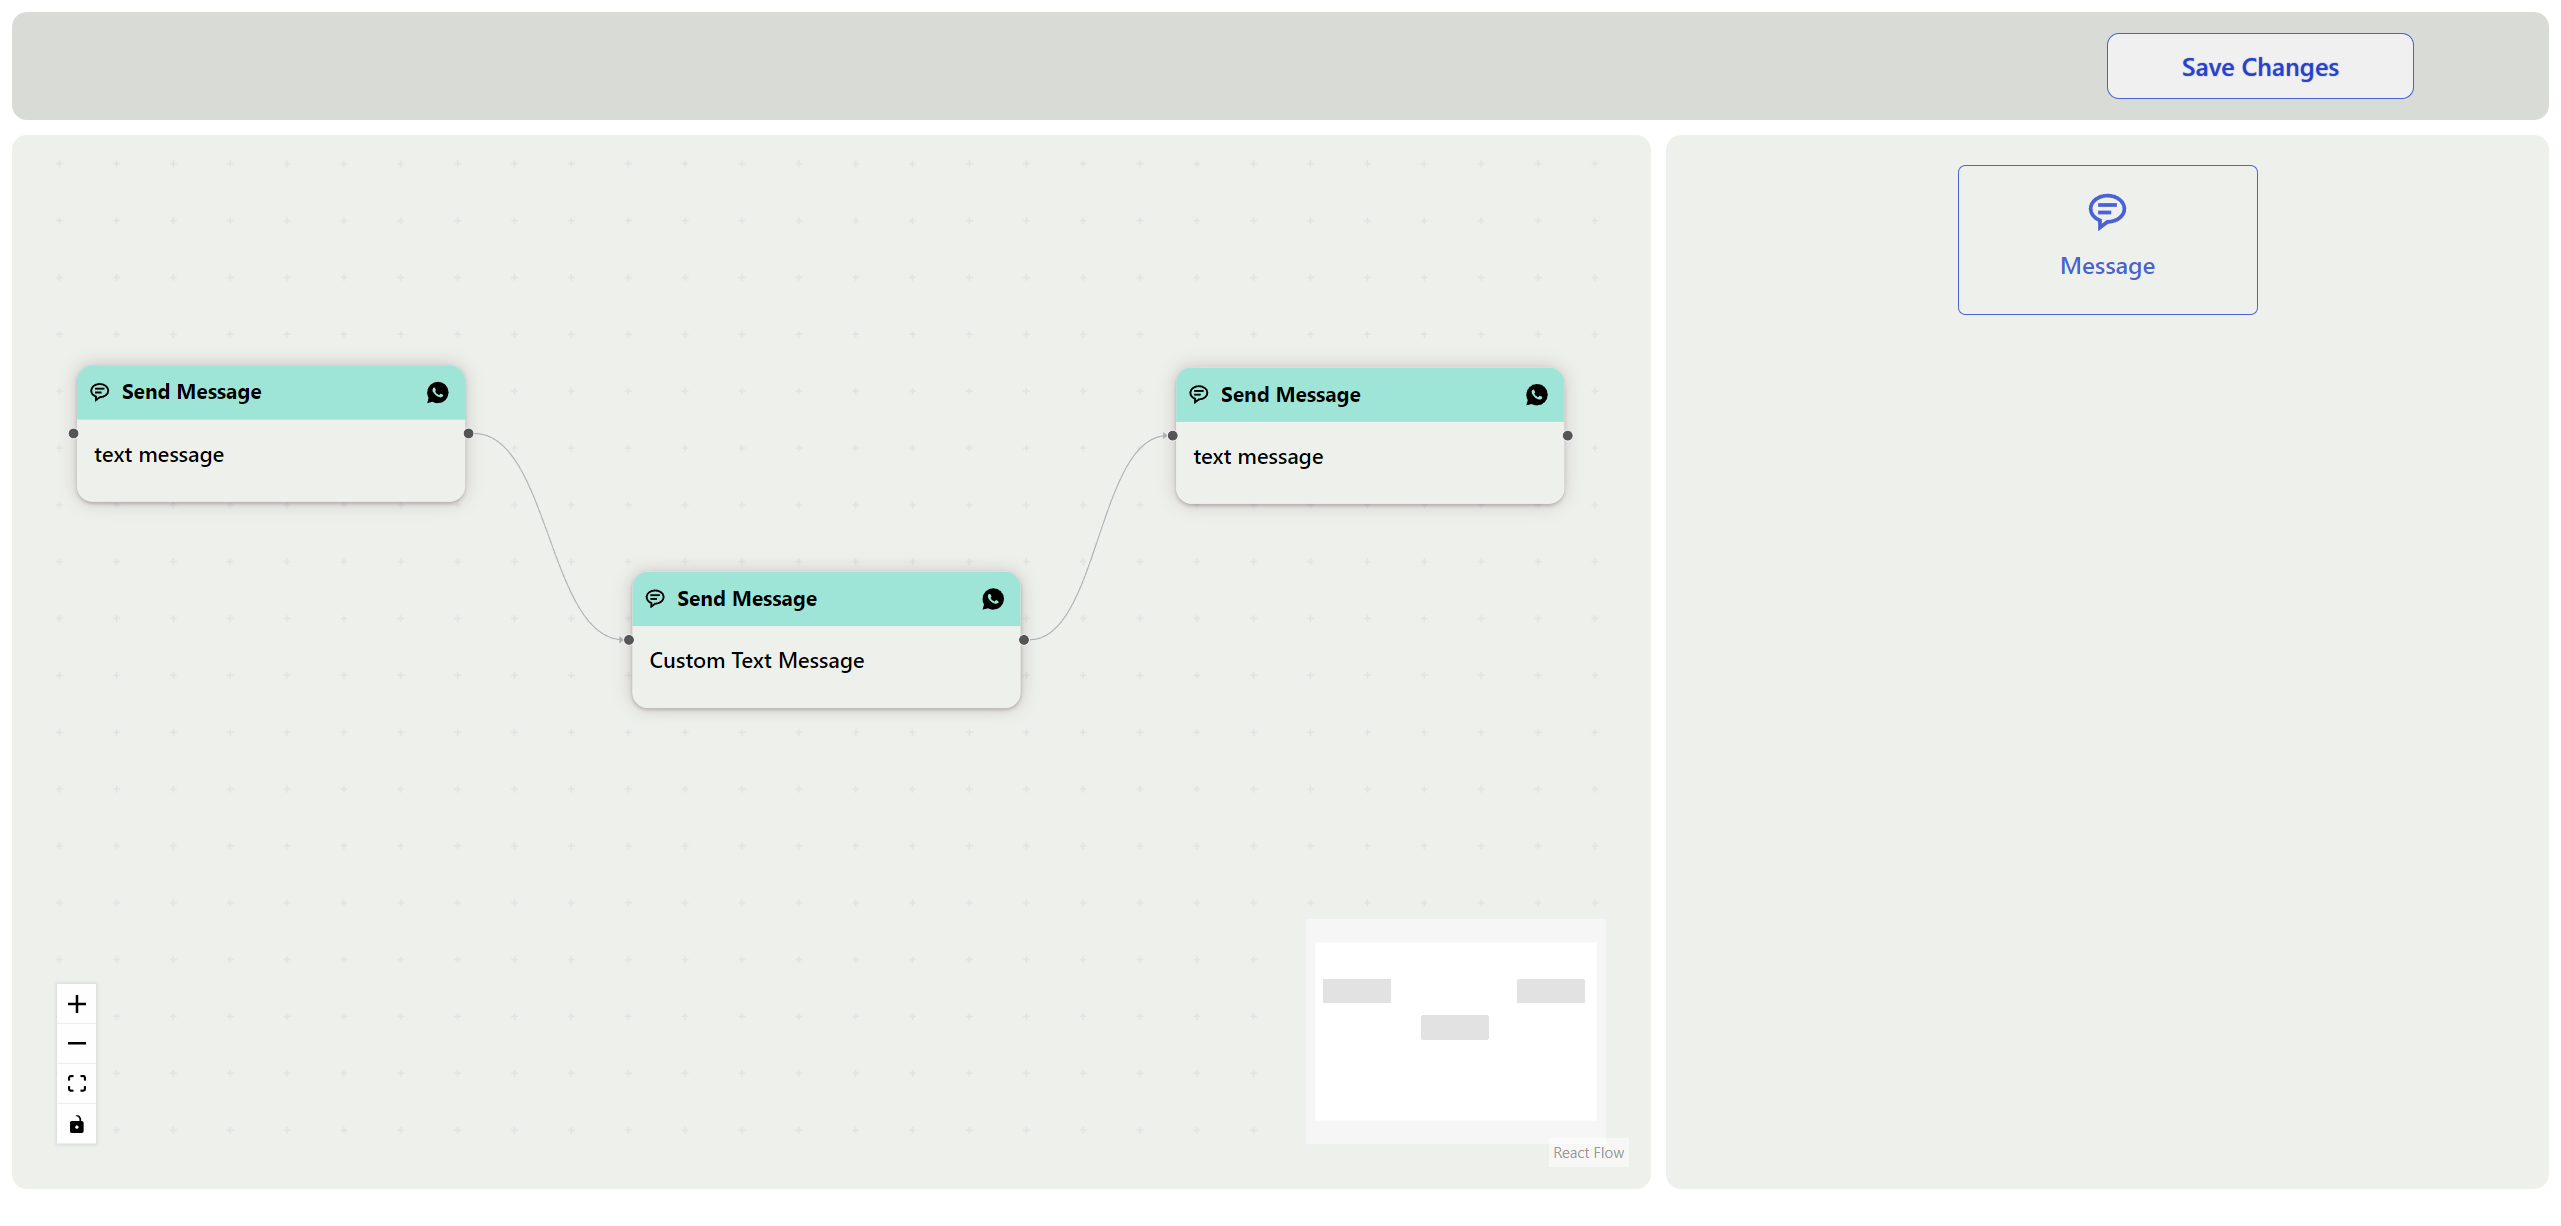 Save Changes
Message
Send Message
text message
Send Message
text message
Send Message
Custom Text Message
React Flow